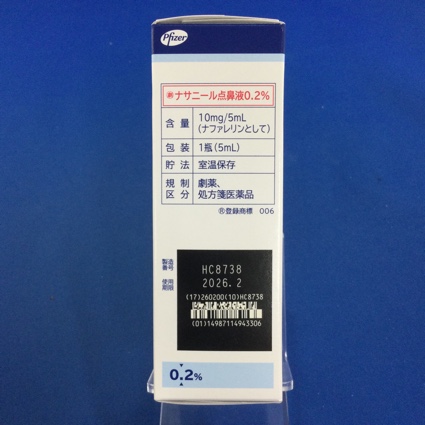 Pfizer
劇 ナサニール点鼻液0.2%
含 量 10mg/5mL
(ナファレリンとして)
包 装 1瓶(5mL)
貯 法 室温保存
規 制 劇薬、
区 分 処方箋医薬品
®登録商標 006
製造
番号 HC8738
使用
期限 2026.2
(17)260200(10)HC8738
(01)14987114943306
0.2%